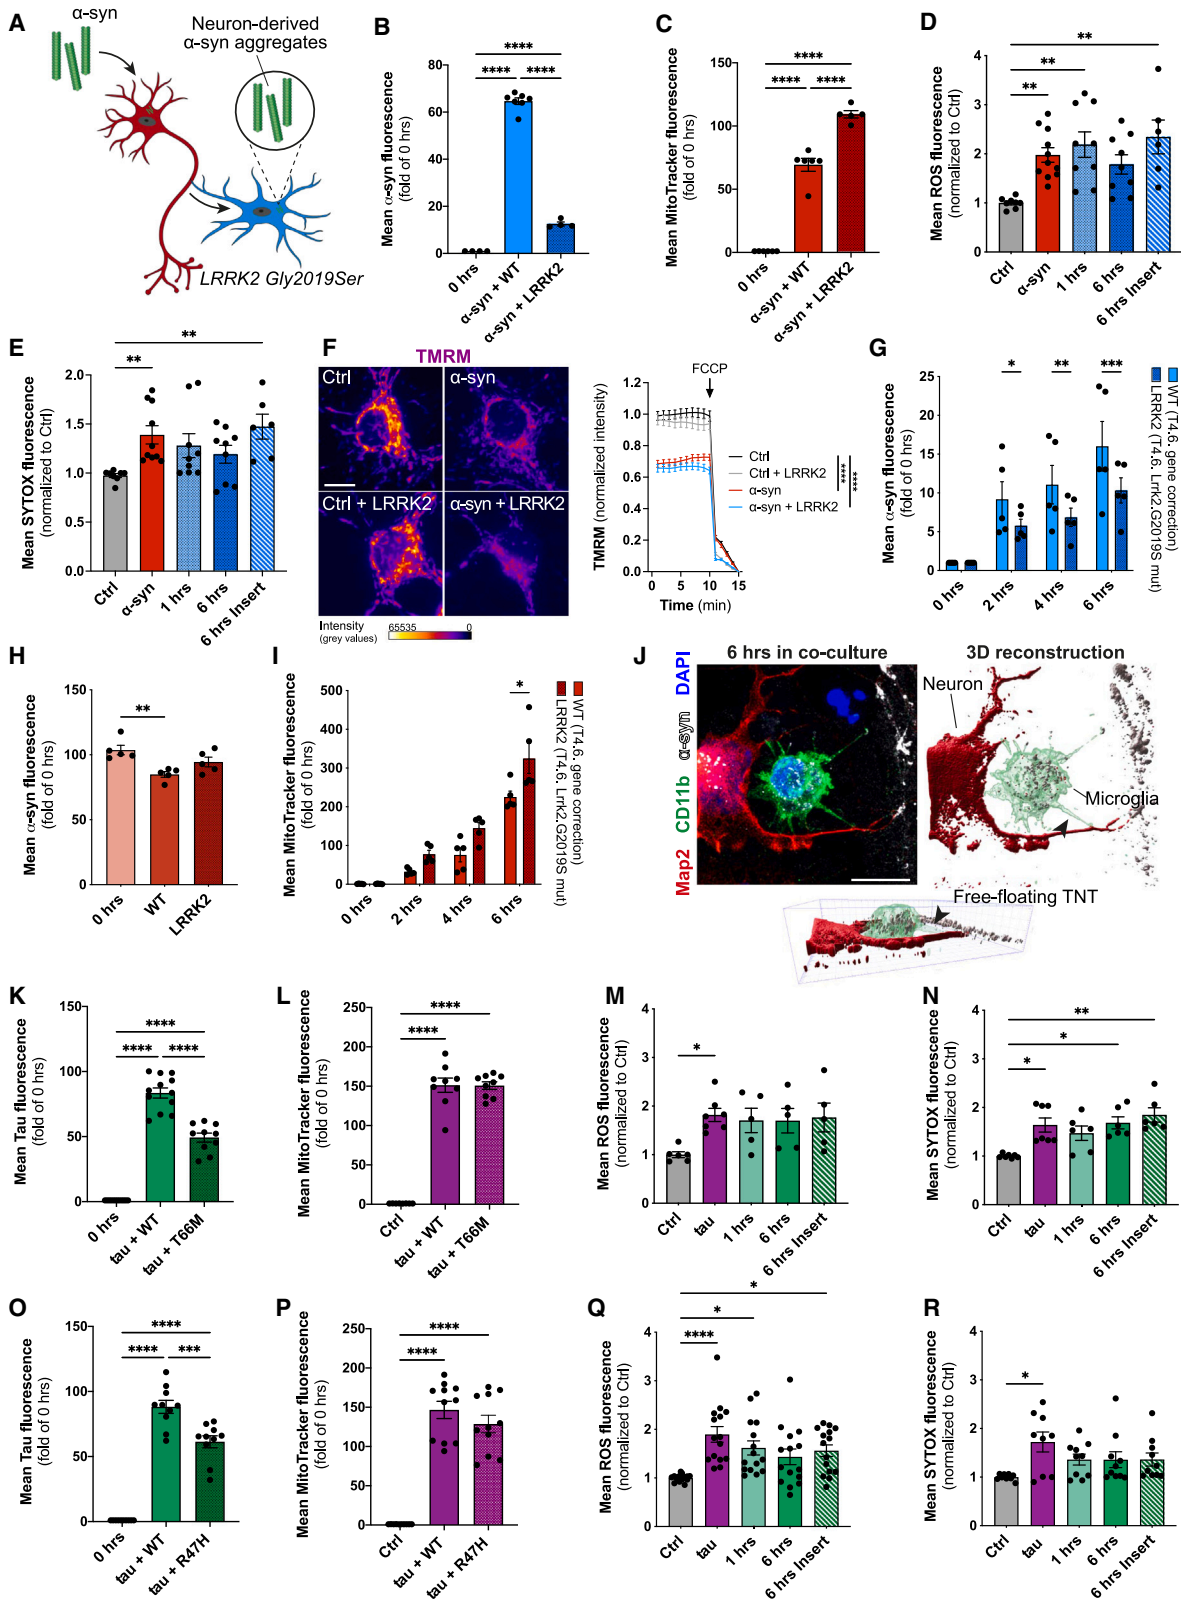 A
α-syn
Neuron-derived
α-syn aggregates
LRRK2 Gly2019Ser
B
Mean α-syn fluorescence
(fold of 0 hrs)
80
60
40
20
0
****
**** ****
0 hrs
α-syn + WT
α-syn + LRRK2
C
Mean MitoTracker fluorescence
(fold of 0 hrs)
150
100
50
0
****
**** ****
0 hrs
α-syn + WT
α-syn + LRRK2
D
Mean ROS fluorescence
(normalized to Ctrl)
5
4
3
2
1
0
**
**
**
Ctrl
α-syn
1 hrs
6 hrs
6 hrs Insert
E
Mean SYTOX fluorescence
(normalized to Ctrl)
2.0
1.5
1.0
0.5
0.0
**
**
Ctrl
α-syn
1 hrs
6 hrs
6 hrs Insert
F
TMRM
Ctrl
α-syn
Ctrl + LRRK2
α-syn + LRRK2
Intensity
(grey values)
65535
0
FCCP
TMRM (normalized intensity)
1.2
1.0
0.8
0.6
0.4
0.2
0.0
0 5 10 15
Time (min)
Ctrl
Ctrl + LRRK2
α-syn
α-syn + LRRK2
****
****
G
Mean α-syn fluorescence
(fold of 0 hrs)
25
20
15
10
5
0
*
**
***
0 hrs
2 hrs
4 hrs
6 hrs
WT (T4.6. gene correction)
LRRK2 (T4.6. Lrrk2.G2019S mut)
H
Mean α-syn fluorescence
(fold of 0 hrs)
150
100
50
0
**
0 hrs
WT
LRRK2
I
Mean MitoTracker fluorescence
(fold of 0 hrs)
500
400
300
200
100
0
*
0 hrs
2 hrs
4 hrs
6 hrs
WT (T4.6. gene correction)
LRRK2 (T4.6. Lrrk2.G2019S mut)
J
6 hrs in co-culture
3D reconstruction
Map2 CD11b α-syn DAPI
Neuron
Microglia
Free-floating TNT
K
Mean Tau fluorescence
(fold of 0 hrs)
150
100
50
0
****
**** ****
0 hrs
tau + WT
tau + T66M
L
Mean MitoTracker fluorescence
(fold of 0 hrs)
250
200
150
100
50
0
****
****
Ctrl
tau + WT
tau + T66M
M
Mean ROS fluorescence
(normalized to Ctrl)
4
3
2
1
0
*
Ctrl
tau
1 hrs
6 hrs
6 hrs Insert
N
Mean SYTOX fluorescence
(normalized to Ctrl)
4
3
2
1
0
**
*
*
Ctrl
tau
1 hrs
6 hrs
6 hrs Insert
O
Mean Tau fluorescence
(fold of 0 hrs)
150
100
50
0
****
**** ***
0 hrs
tau + WT
tau + R47H
P
Mean MitoTracker fluorescence
(fold of 0 hrs)
250
200
150
100
50
0
****
****
Ctrl
tau + WT
tau + R47H
Q
Mean ROS fluorescence
(normalized to Ctrl)
4
3
2
1
0
*
*
****
Ctrl
tau
1 hrs
6 hrs
6 hrs Insert
R
Mean SYTOX fluorescence
(normalized to Ctrl)
4
3
2
1
0
*
Ctrl
tau
1 hrs
6 hrs
6 hrs Insert